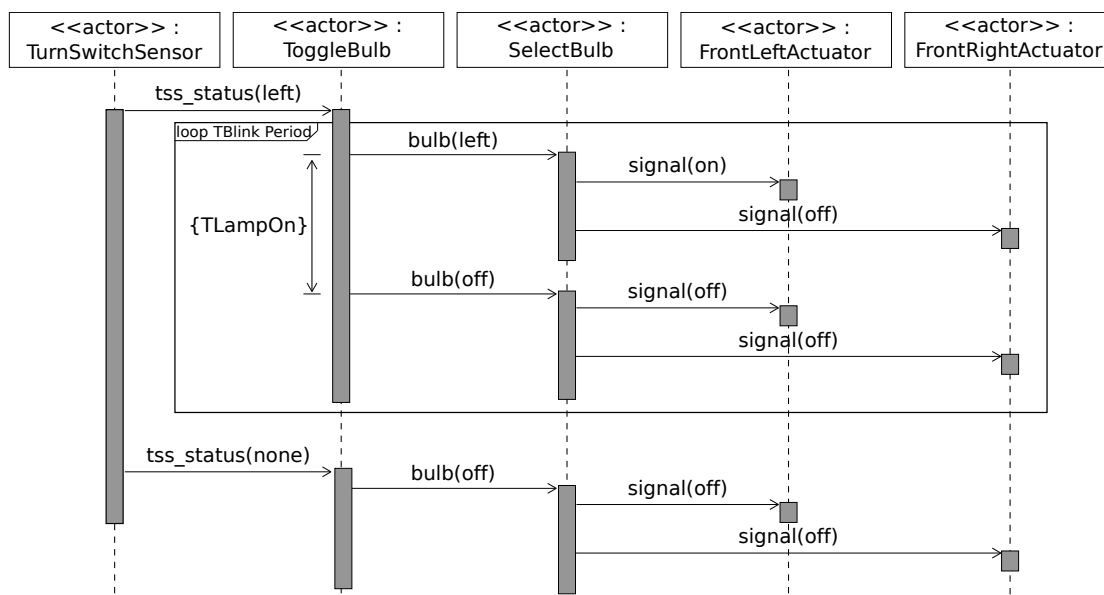 <<actor>> :
TurnSwitchSensor
<<actor>> :
ToggleBulb
<<actor>> :
SelectBulb
<<actor>> :
FrontLeftActuator
<<actor>> :
FrontRightActuator
tss_status(left)
loop TBlink Period
bulb(left)
signal(on)
signal(off)
{TLampOn}
bulb(off)
signal(off)
signal(off)
tss_status(none)
bulb(off)
signal(off)
signal(off)